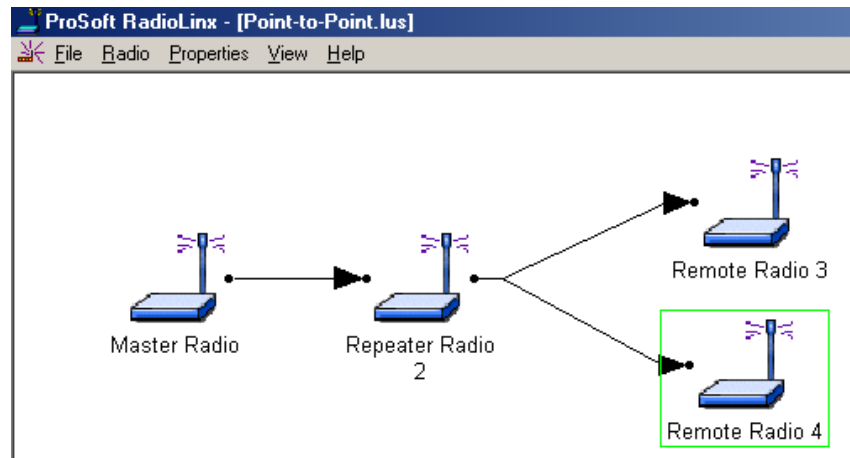 ProSoft RadioLinx - [Point-to-Point.lus]
File Radio Properties View Help
Master Radio
Repeater Radio
2
Remote Radio 3
Remote Radio 4